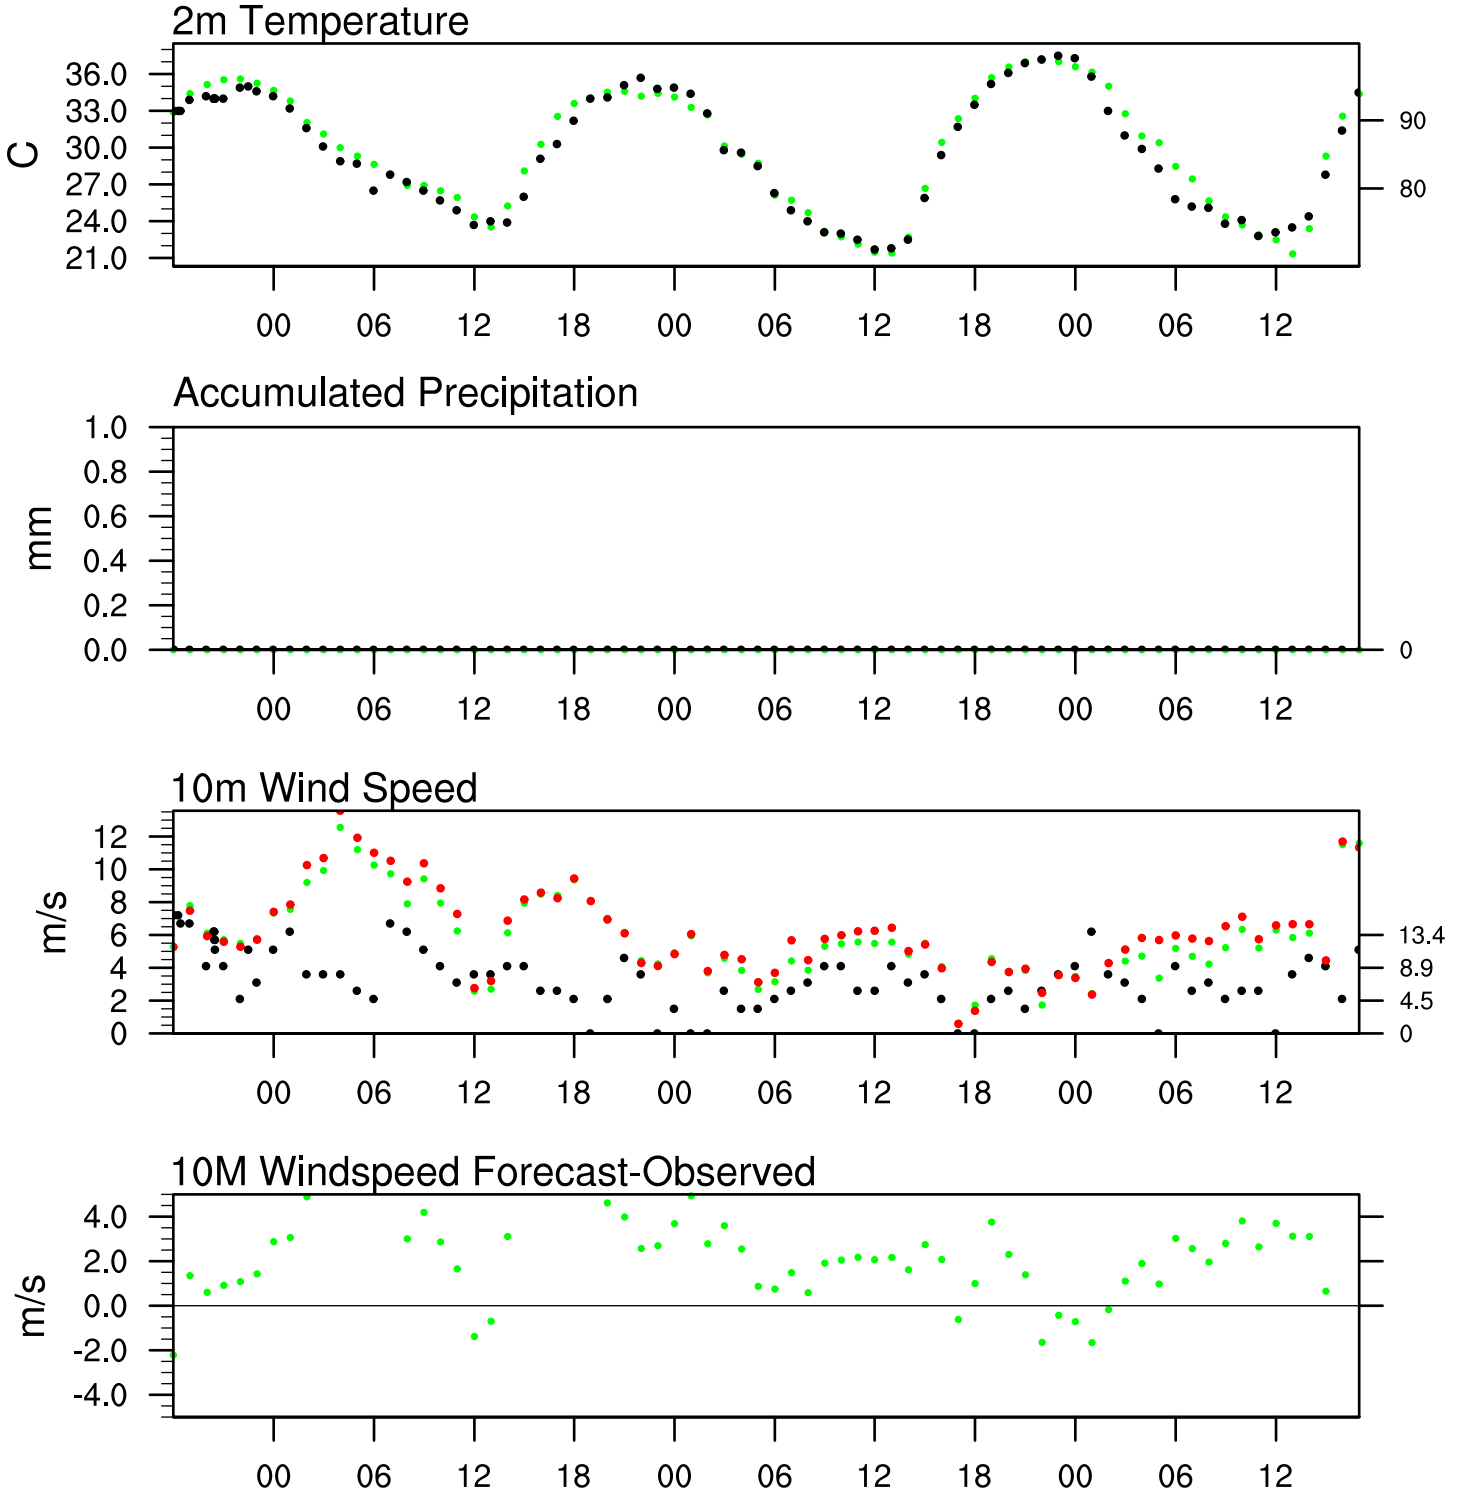 2m Temperature
36.0
33.0
30.0
27.0
24.0
21.0
C
90
80
00 06 12 18 00 06 12 18 00 06 12
Accumulated Precipitation
1.0
0.8
0.6
0.4
0.2
0.0
mm
0
00 06 12 18 00 06 12 18 00 06 12
10m Wind Speed
12
10
8
6
4
2
0
m/s
13.4
8.9
4.5
0
00 06 12 18 00 06 12 18 00 06 12
10M Windspeed Forecast-Observed
4.0
2.0
0.0
-2.0
-4.0
m/s
00 06 12 18 00 06 12 18 00 06 12